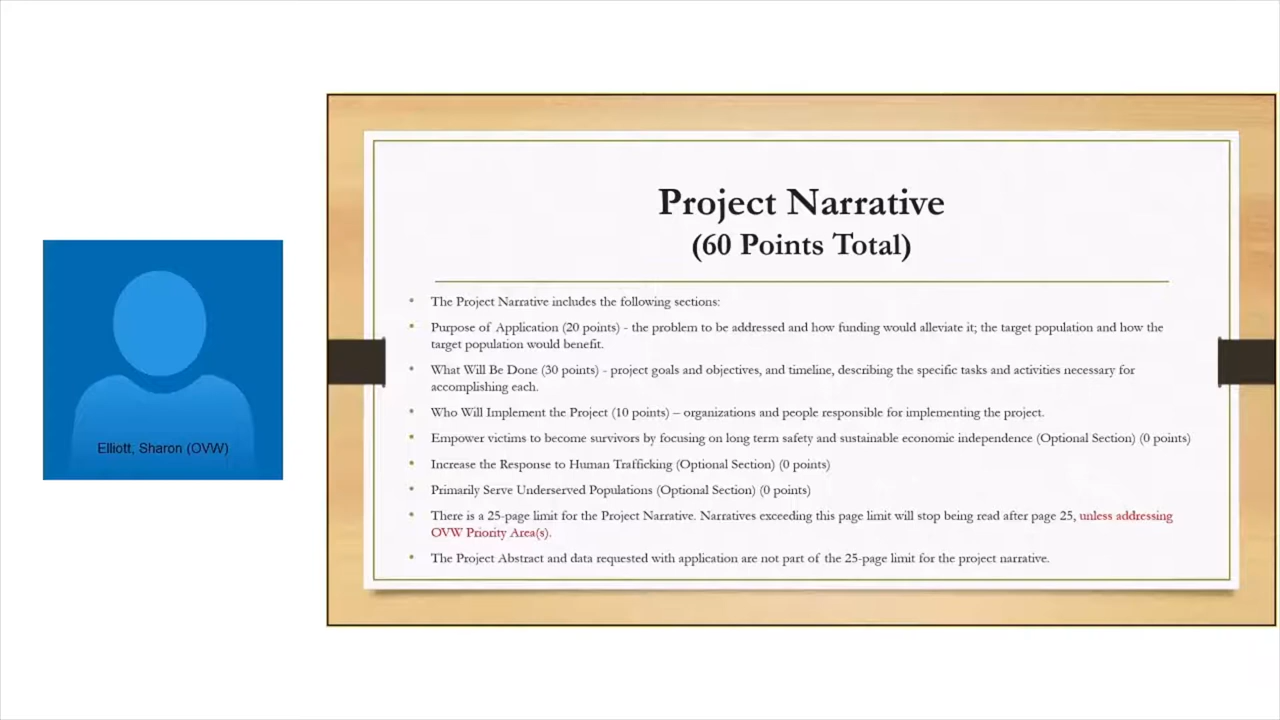 Project Narrative
(60 Points Total)
The Project Narrative includes the following sections:
Purpose of Application (20 points) - the problem to be addressed and how funding would alleviate it; the target population and how the
target population would benefit.
What Will Be Done (30 points) - project goals and objectives, and timeline, describing the specific tasks and activities necessary for
accomplishing each.
Who Will Implement the Project (10 points) – organizations and people responsible for implementing the project.
Empower victims to become survivors by focusing on long term safety and sustainable economic independence (Optional Section) (0 points)
Increase the Response to Human Trafficking (Optional Section) (0 points)
Primarily Serve Underserved Populations (Optional Section) (0 points)
There is a 25-page limit for the Project Narrative. Narratives exceeding this page limit will stop being read after page 25, unless addressing
OVW Priority Area(s).
The Project Abstract and data requested with application are not part of the 25-page limit for the project narrative.
Elliott, Sharon (OVW)